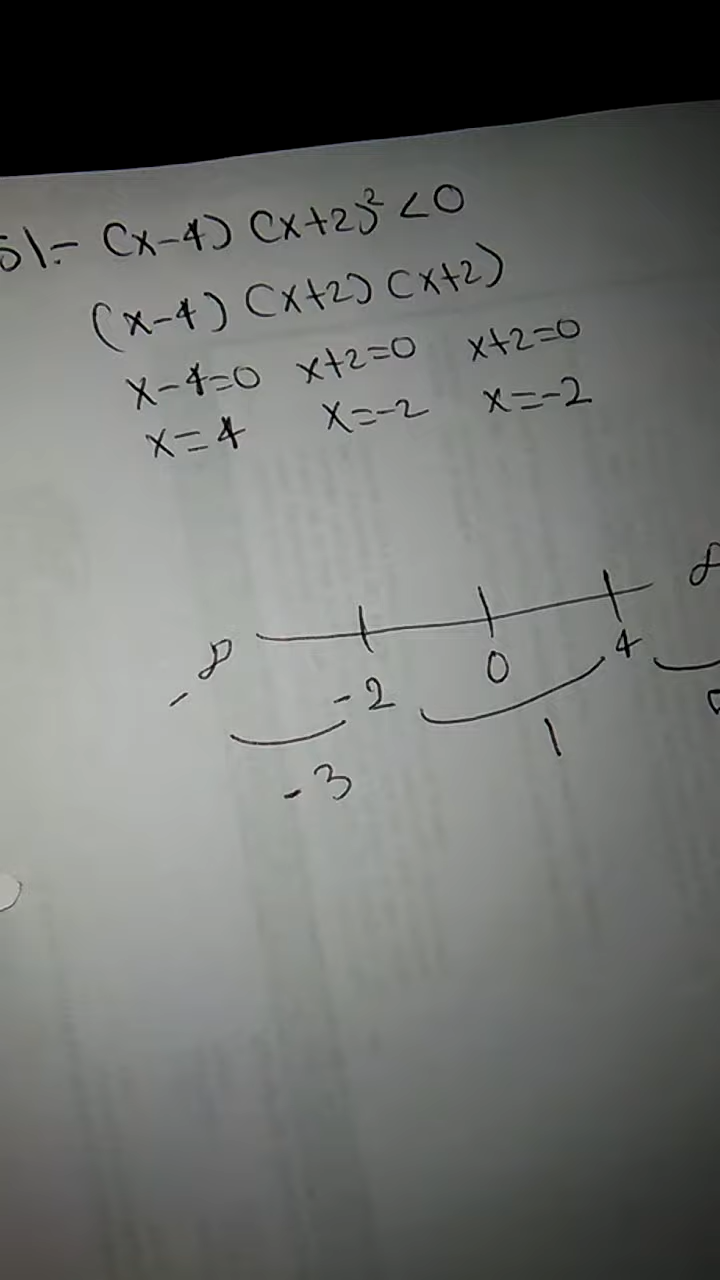 5).- (x-4) (x+2)² <0
(x-4) (x+2) (x+2)
x-4=0 x+2=0 x+2=0
x=4 x=-2 x=-2
-∞ -2 0 4 ∞
-3 1